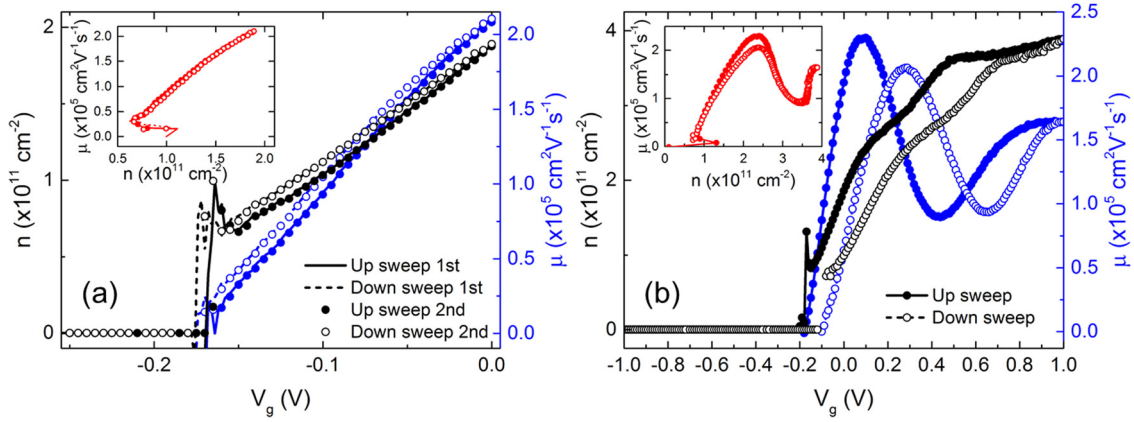 2
1
0
n (x10¹¹ cm⁻²)
2.0
1.5
1.0
0.5
0.0
μ (x10⁵ cm²V⁻¹s⁻¹)
-0.2
-0.1
0.0
V_g (V)
(a)
Up sweep 1st
Down sweep 1st
Up sweep 2nd
Down sweep 2nd
2.0
1.5
1.0
0.5
0.0
μ (x10⁵ cm²V⁻¹s⁻¹)
0.5
1.0
1.5
2.0
n (x10¹¹ cm⁻²)
4
2
0
n (x10¹¹ cm⁻²)
2.5
2.0
1.5
1.0
0.5
0.0
μ (x10⁵ cm²V⁻¹s⁻¹)
-1.0
-0.8
-0.6
-0.4
-0.2
0.0
0.2
0.4
0.6
0.8
1.0
V_g (V)
(b)
Up sweep
Down sweep
2
1
0
μ (x10⁵ cm²V⁻¹s⁻¹)
0
1
2
3
4
n (x10¹¹ cm⁻²)